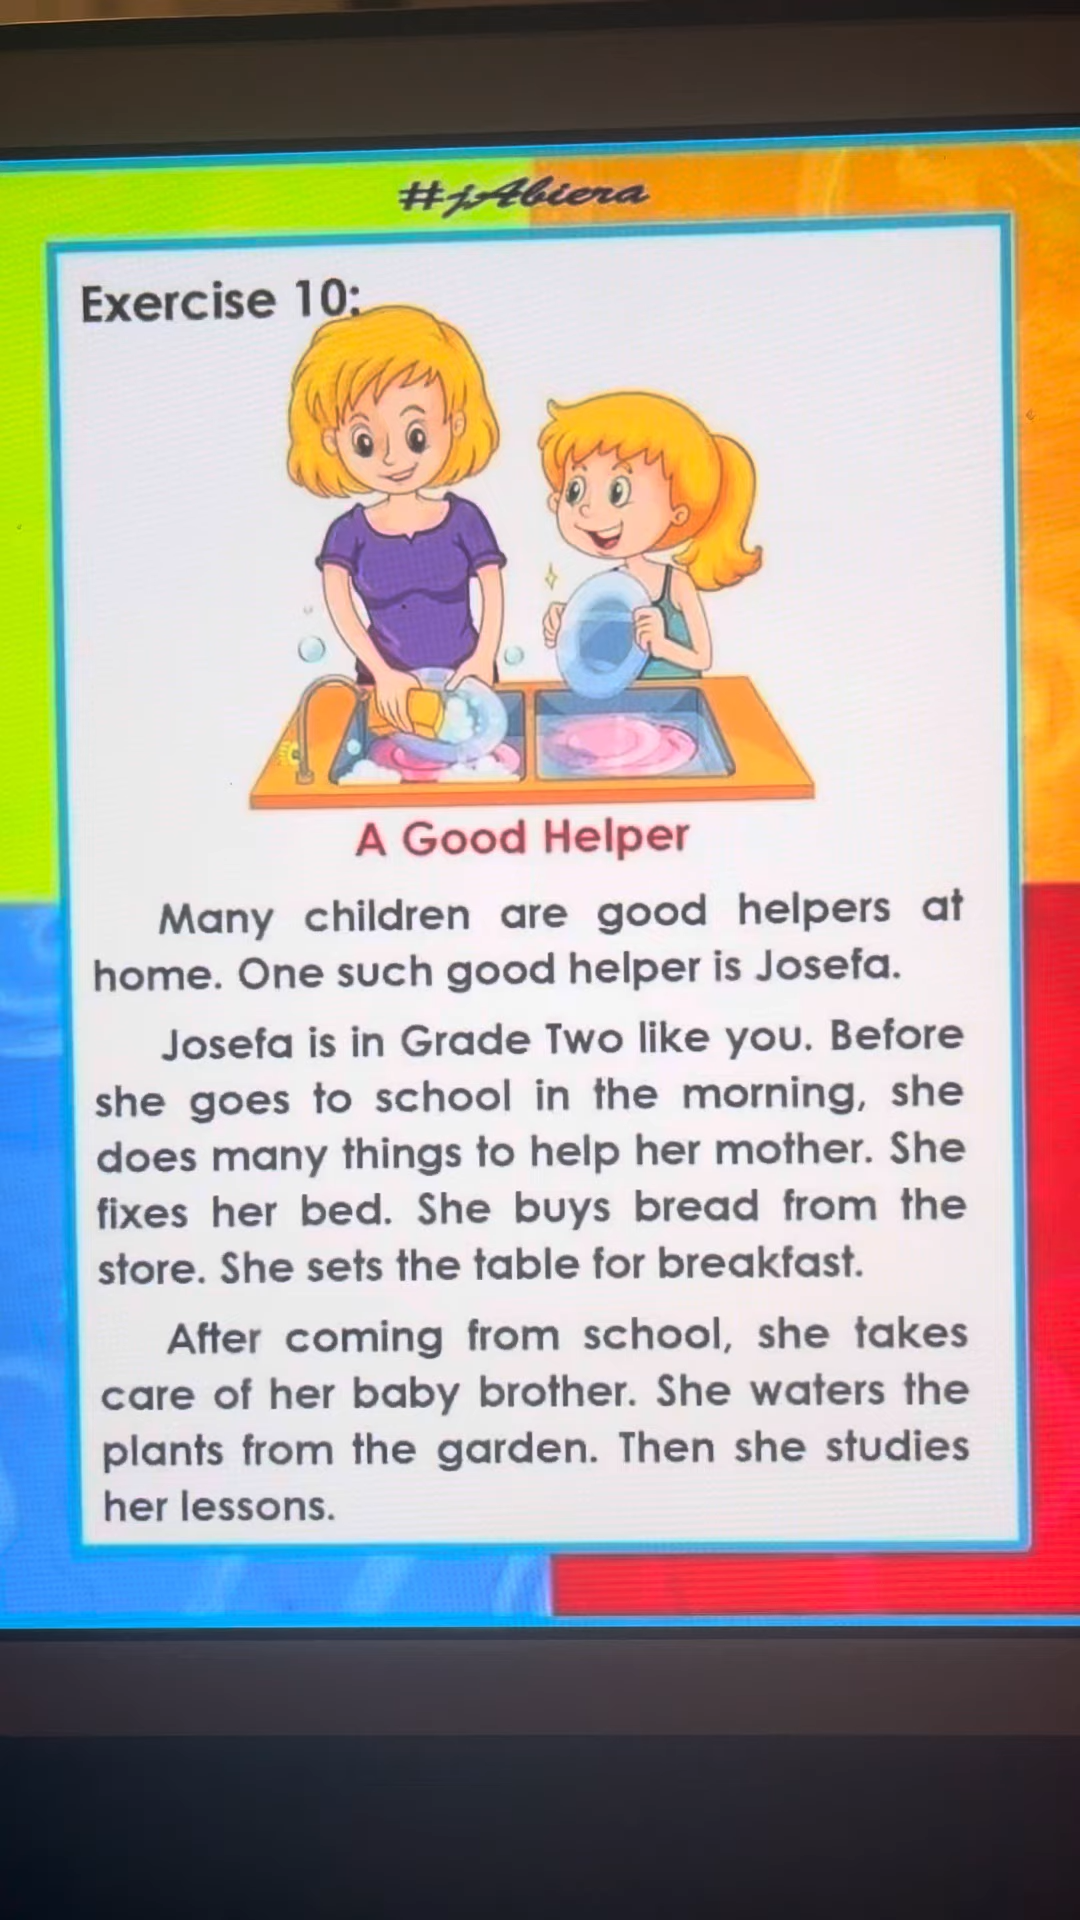 #jAbiera
Exercise 10:
A Good Helper
Many children are good helpers at
home. One such good helper is Josefa.
Josefa is in Grade Two like you. Before
she goes to school in the morning, she
does many things to help her mother. She
fixes her bed. She buys bread from the
store. She sets the table for breakfast.
After coming from school, she takes
care of her baby brother. She waters the
plants from the garden. Then she studies
her lessons.